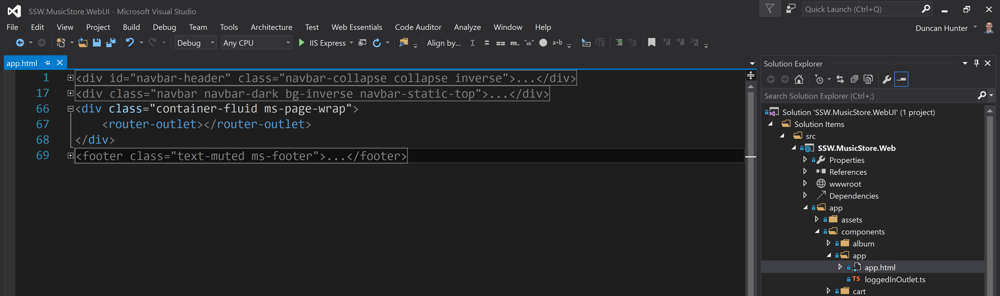 SSW.MusicStore.WebUI - Microsoft Visual Studio
Quick Launch (Ctrl+Q)
File Edit View Project Build Debug Team Tools Architecture Test Web Essentials Code Auditor Analyze Window Help
Duncan Hunter
Debug Any CPU IIS Express Align by... = == m_ "ab" a•b
app.html
1 <div id="navbar-header" class="navbar-collapse collapse inverse">...</div>
17 <div class="navbar navbar-dark bg-inverse navbar-static-top">...</div>
66 <div class="container-fluid ms-page-wrap">
67 <router-outlet></router-outlet>
68 </div>
69 <footer class="text-muted ms-footer">...</footer>
Solution Explorer
Search Solution Explorer (Ctrl+;)
Solution 'SSW.MusicStore.WebUI' (1 project)
Solution Items
src
SSW.MusicStore.Web
Properties
References
wwwroot
Dependencies
app
assets
components
album
app
app.html
TS loggedInOutlet.ts
cart